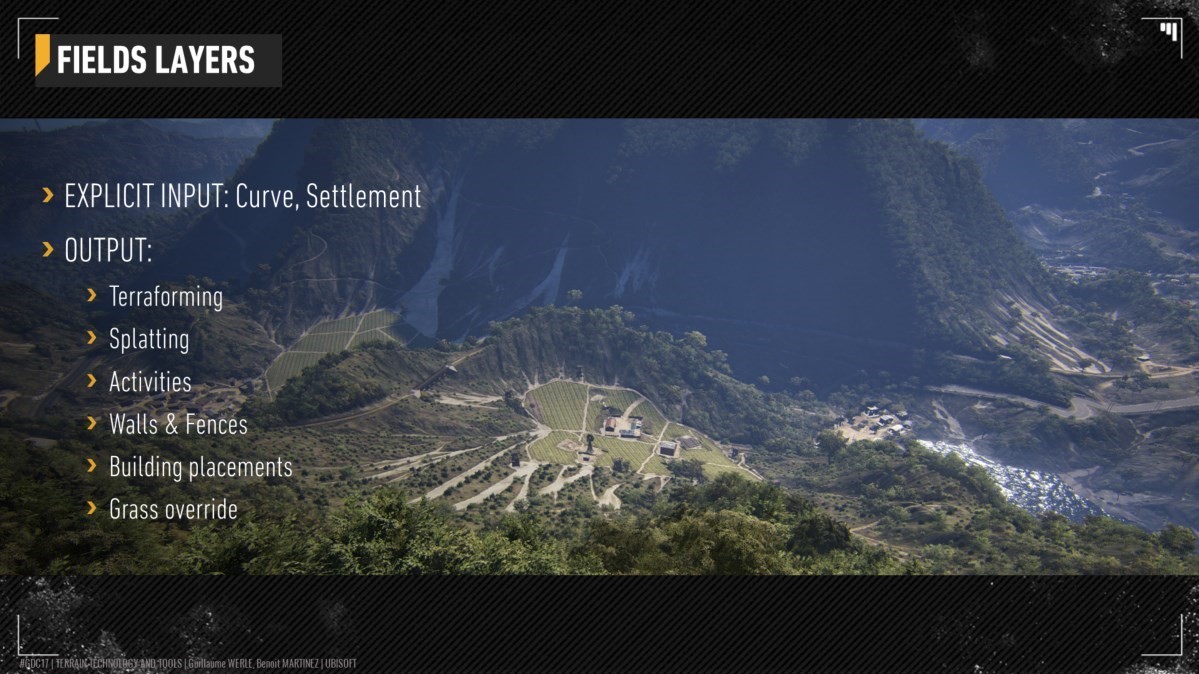 FIELDS LAYERS
EXPLICIT INPUT: Curve, Settlement
OUTPUT:
Terraforming
Splatting
Activities
Walls & Fences
Building placements
Grass override
#GDC17 | TERRAIN TECHNOLOGY AND TOOLS | Guillaume WERLE, Benoit MARTINEZ | UBISOFT